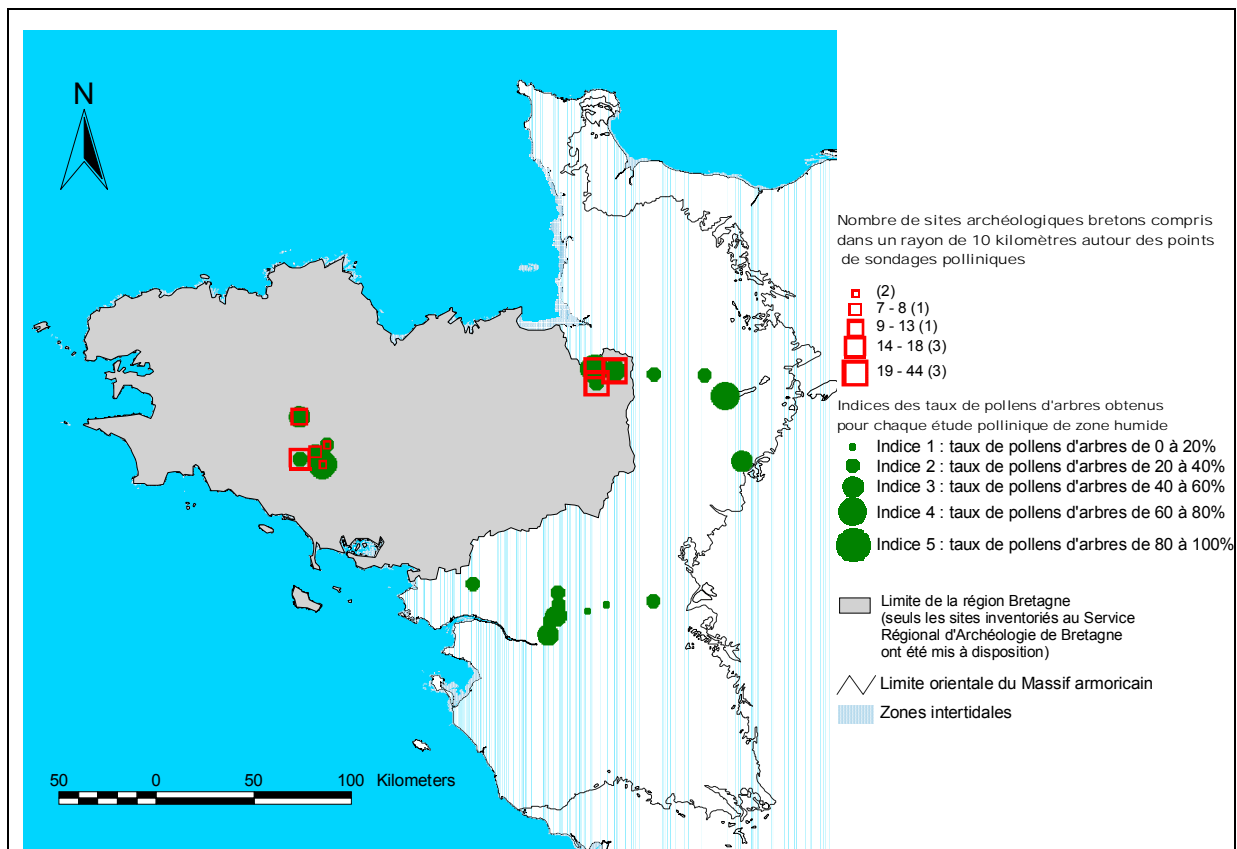 N
Nombre de sites archéologiques bretons compris
dans un rayon de 10 kilomètres autour des points
de sondages polliniques
(2)
7 - 8 (1)
9 - 13 (1)
14 - 18 (3)
19 - 44 (3)
Indices des taux de pollens d'arbres obtenus
pour chaque étude pollinique de zone humide
Indice 1 : taux de pollens d'arbres de 0 à 20%
Indice 2 : taux de pollens d'arbres de 20 à 40%
Indice 3 : taux de pollens d'arbres de 40 à 60%
Indice 4 : taux de pollens d'arbres de 60 à 80%
Indice 5 : taux de pollens d'arbres de 80 à 100%
Limite de la région Bretagne
(seuls les sites inventoriés au Service
Régional d'Archéologie de Bretagne
ont été mis à disposition)
Limite orientale du Massif armoricain
Zones intertidales
50 0 50 100 Kilometers